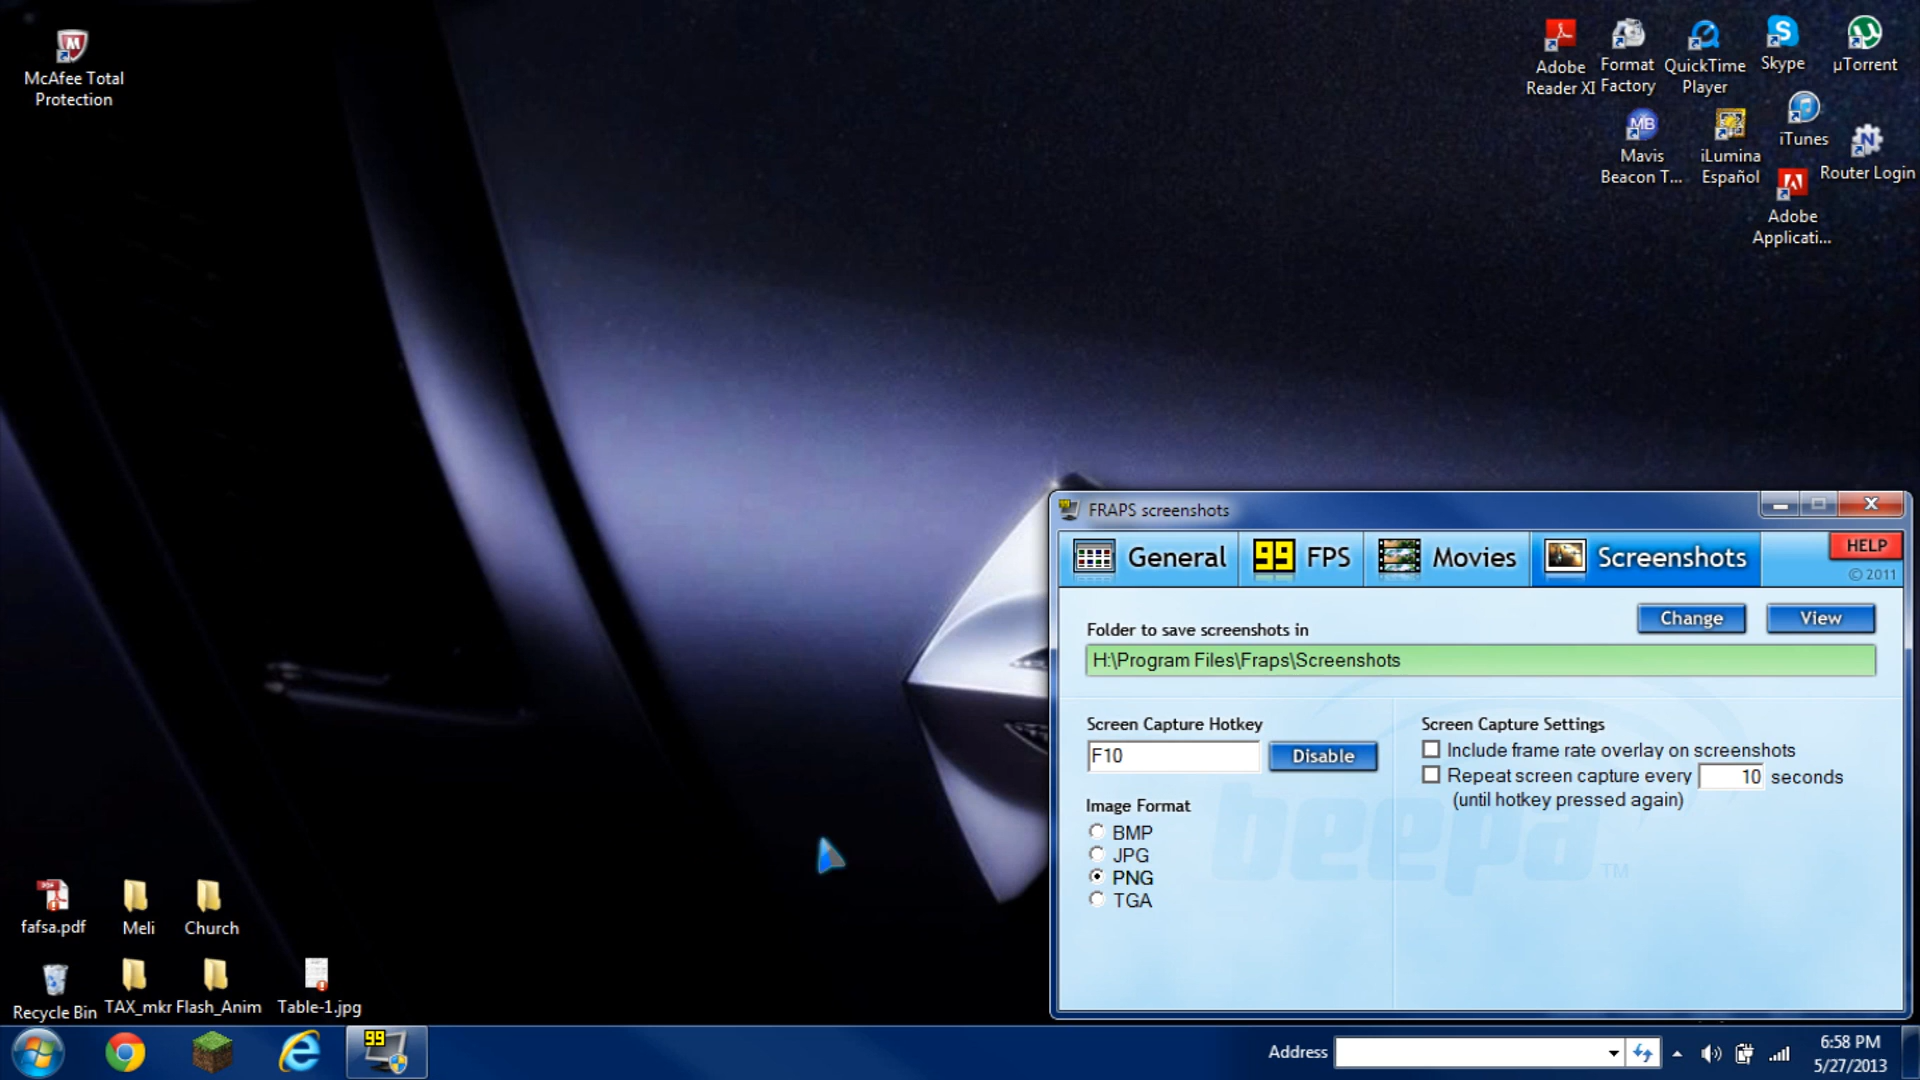 McAfee Total
Protection
Adobe
Reader XI
Format
Factory
QuickTime
Player
Skype
µTorrent
MB
Mavis
Beacon T...
iLumina
Español
iTunes
N
Router Login
Adobe
Applicati...
FRAPS screenshots
General
99 FPS
Movies
Screenshots
HELP
© 2011
Folder to save screenshots in
Change
View
H:\Program Files\Fraps\Screenshots
Screen Capture Hotkey
F10
Disable
Screen Capture Settings
Include frame rate overlay on screenshots
Repeat screen capture every 10 seconds
(until hotkey pressed again)
Image Format
BMP
JPG
PNG
TGA
beepa™
fafsa.pdf
Meli
Church
Recycle Bin
TAX_mkr
Flash_Anim
Table-1.jpg
99
Address
6:58 PM
5/27/2013